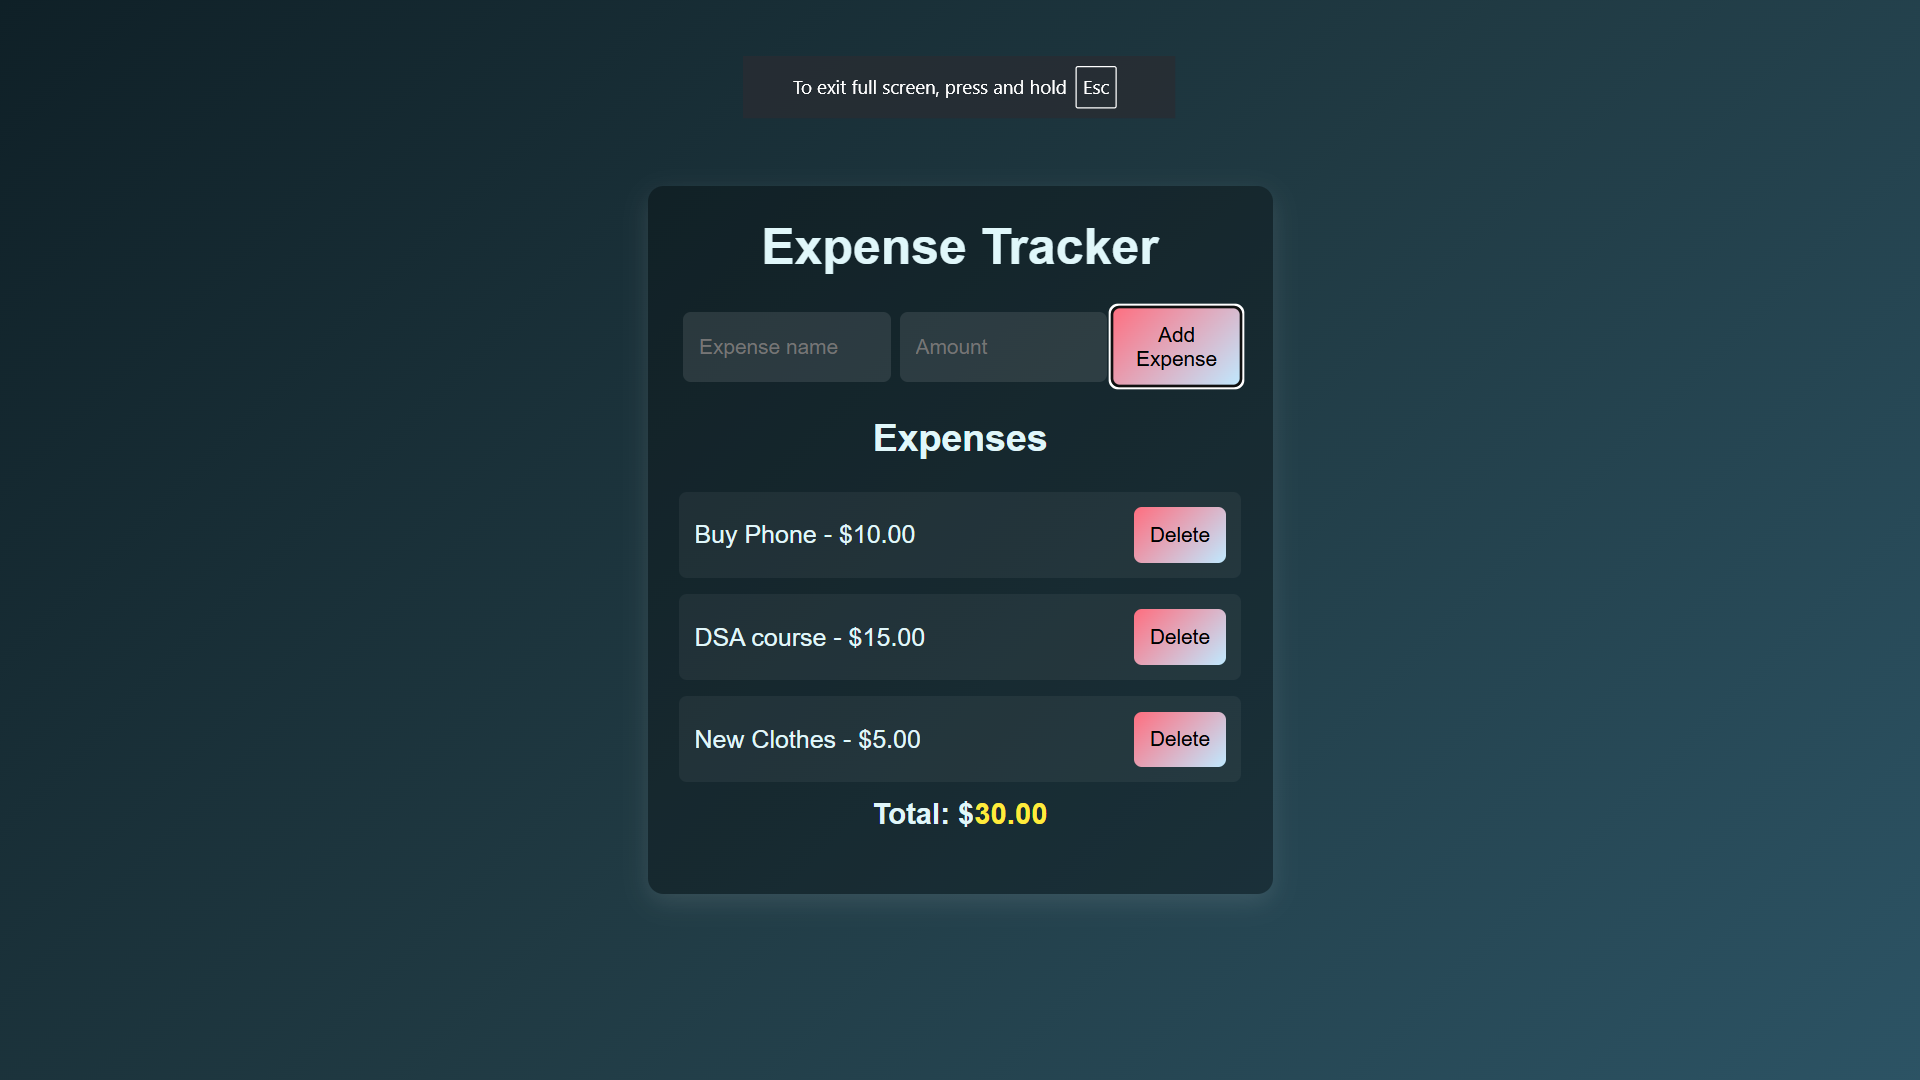 To exit full screen, press and hold Esc
Expense Tracker
Expense name
Amount
Add
Expense
Expenses
Buy Phone - $10.00
Delete
DSA course - $15.00
Delete
New Clothes - $5.00
Delete
Total: $30.00